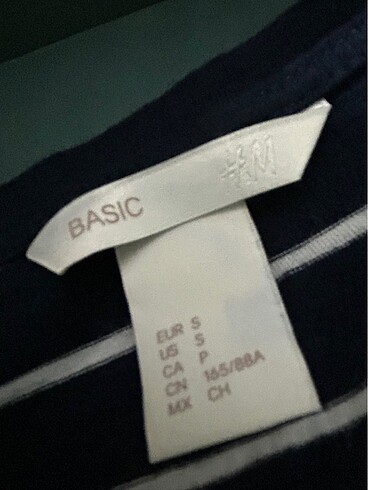 BASIC H&M
EUR S
US S
CA P
CN 165/88A
MX CH